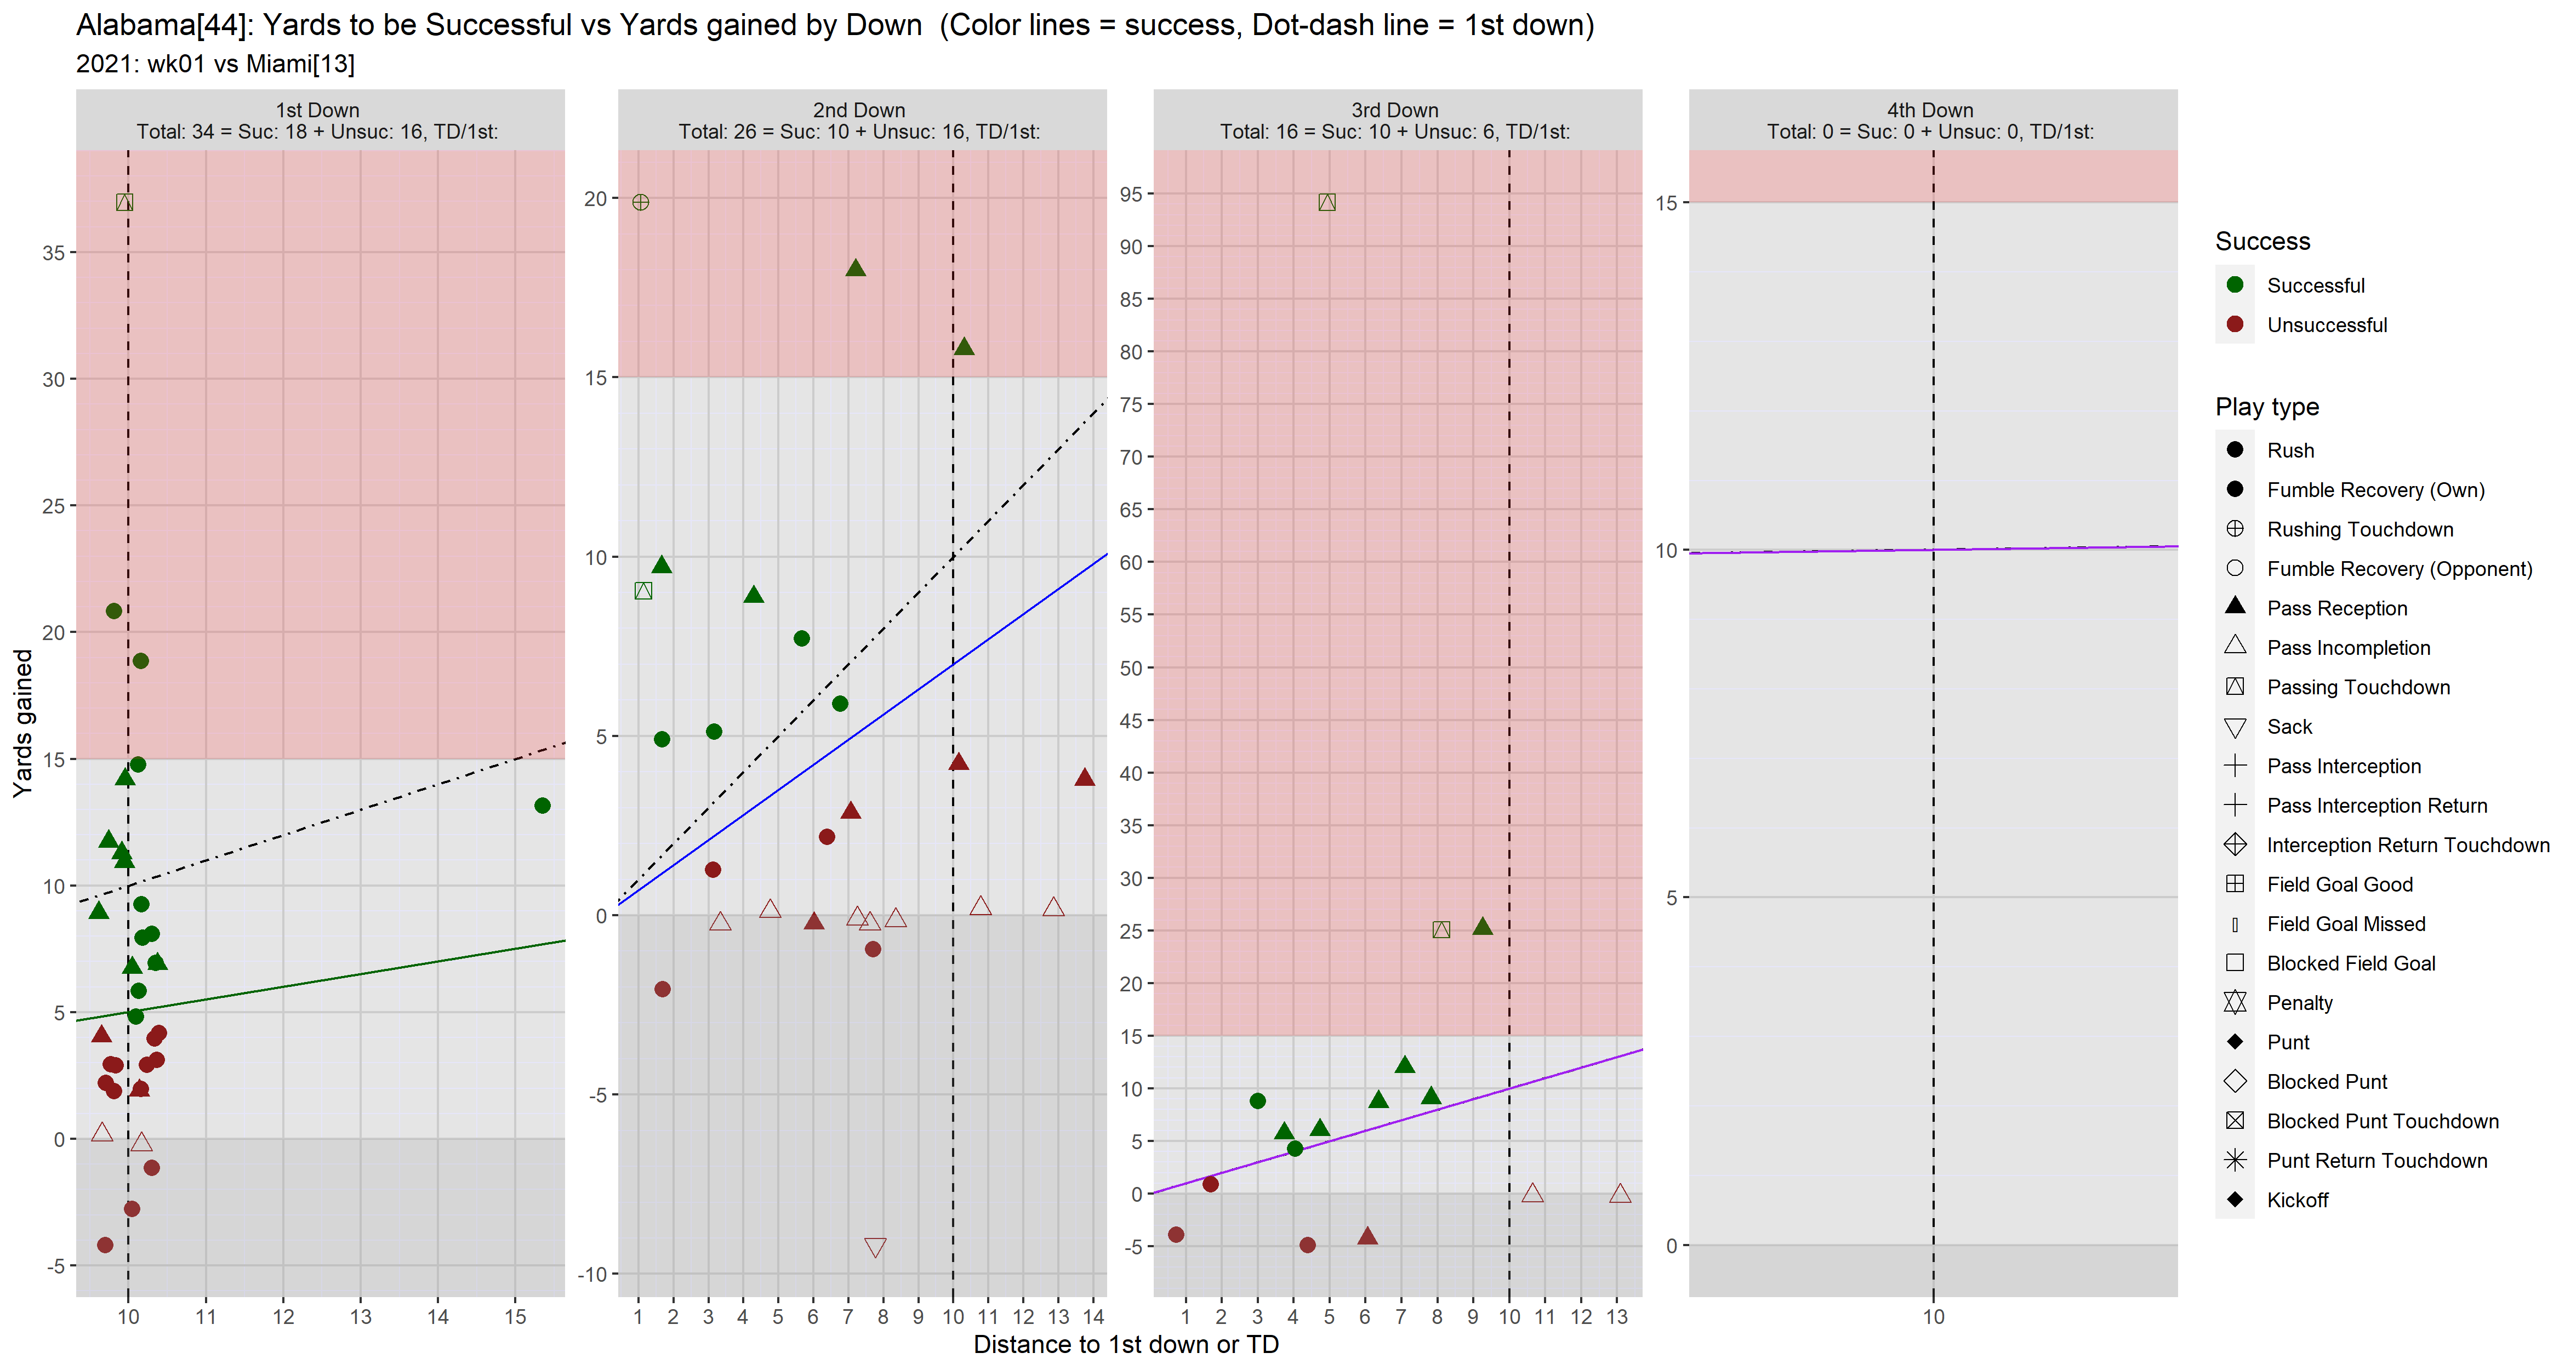 Alabama[44]: Yards to be Successful vs Yards gained by Down  (Color lines = success, Dot-dash line = 1st down)
2021: wk01 vs Miami[13]
1st Down
Total: 34 = Suc: 18 + Unsuc: 16, TD/1st:
2nd Down
Total: 26 = Suc: 10 + Unsuc: 16, TD/1st:
3rd Down
Total: 16 = Suc: 10 + Unsuc: 6, TD/1st:
4th Down
Total: 0 = Suc: 0 + Unsuc: 0, TD/1st:
Yards gained
35
30
25
20
15
10
5
0
-5
10 11 12 13 14 15
20
15
10
5
0
-5
-10
1 2 3 4 5 6 7 8 9 10 11 12 13 14
95
90
85
80
75
70
65
60
55
50
45
40
35
30
25
20
15
10
5
0
-5
1 2 3 4 5 6 7 8 9 10 11 12 13
15
10
5
0
10
Distance to 1st down or TD
Success
Successful
Unsuccessful
Play type
Rush
Fumble Recovery (Own)
Rushing Touchdown
Fumble Recovery (Opponent)
Pass Reception
Pass Incompletion
Passing Touchdown
Sack
Pass Interception
Pass Interception Return
Interception Return Touchdown
Field Goal Good
Field Goal Missed
Blocked Field Goal
Penalty
Punt
Blocked Punt
Blocked Punt Touchdown
Punt Return Touchdown
Kickoff